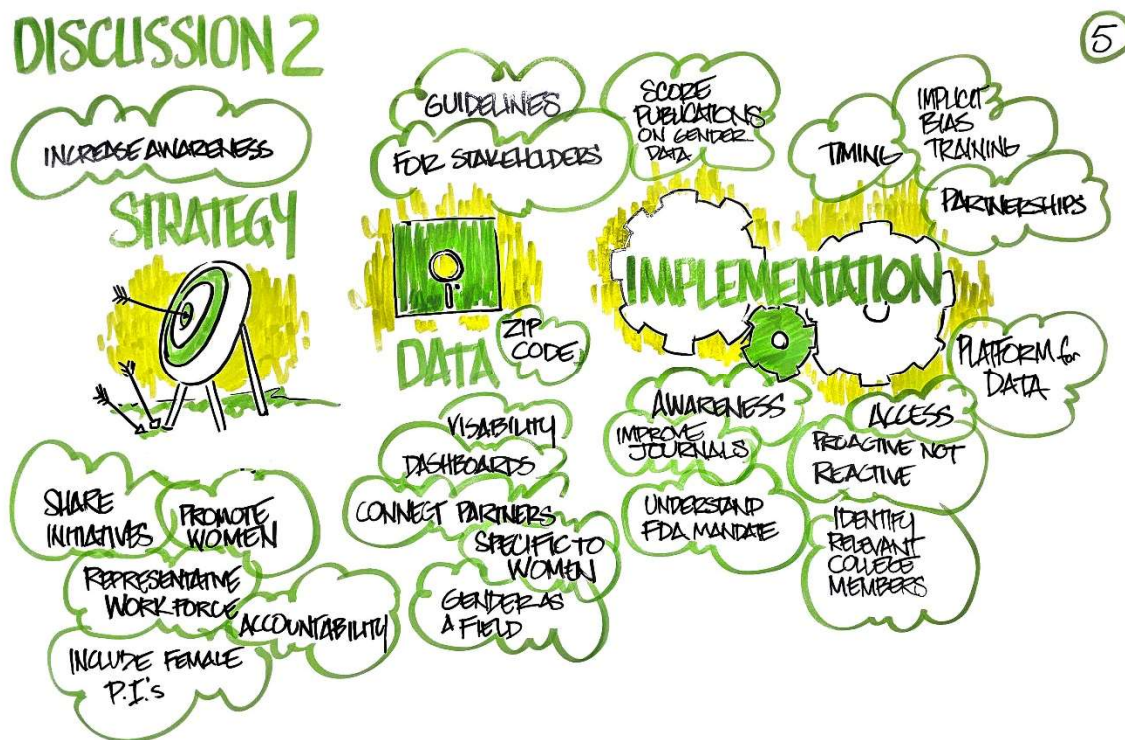 DISCUSSION 2
5
INCREASE AWARENESS
STRATEGY
SHARE
INITIATIVES
PROMOTE
WOMEN
REPRESENTATIVE
WORKFORCE
ACCOUNTABILITY
INCLUDE FEMALE
P.I.'s
GUIDELINES
FOR STAKEHOLDERS
DATA
ZIP
CODE
VISABILITY
DASHBOARDS
CONNECT PARTNERS
SPECIFIC TO
WOMEN
GENDER AS
A FIELD
SCORE
PUBLICATIONS
ON GENDER
DATA
TIMING
IMPLICIT
BIAS
TRAINING
PARTNERSHIPS
IMPLEMENTATION
PLATFORM for
DATA
AWARENESS
IMPROVE
JOURNALS
UNDERSTAND
FDA MANDATE
ACCESS
PROACTIVE NOT
REACTIVE
IDENTIFY
RELEVANT
COLLEGE
MEMBERS